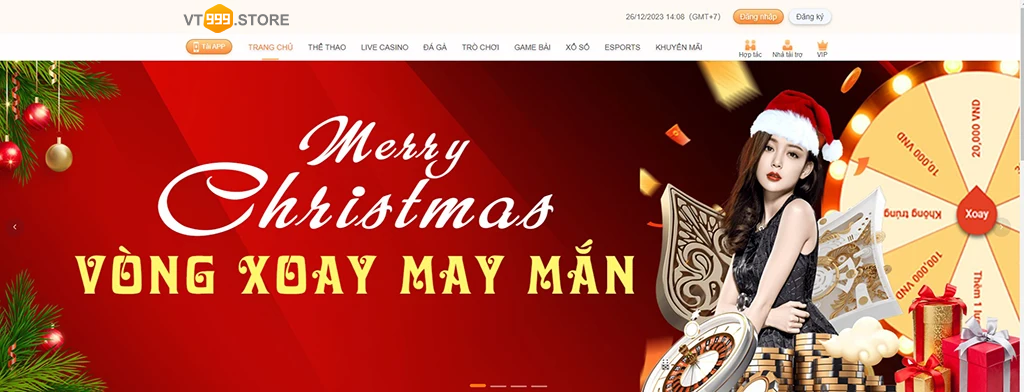 VT999.STORE
26/12/2023 14:08 (GMT+7)
Đăng nhập
Đăng ký
Tải APP
TRANG CHỦ
THỂ THAO
LIVE CASINO
ĐÁ GÀ
TRÒ CHƠI
GAME BÀI
XỔ SỐ
ESPORTS
KHUYẾN MÃI
Hợp tác
Nhà tài trợ
VIP
Merry
Christmas
VÒNG XOAY MAY MẮN
20,000 VND
10,000 VND
Không trúng
Xoay
100,000 VND
Thêm 1